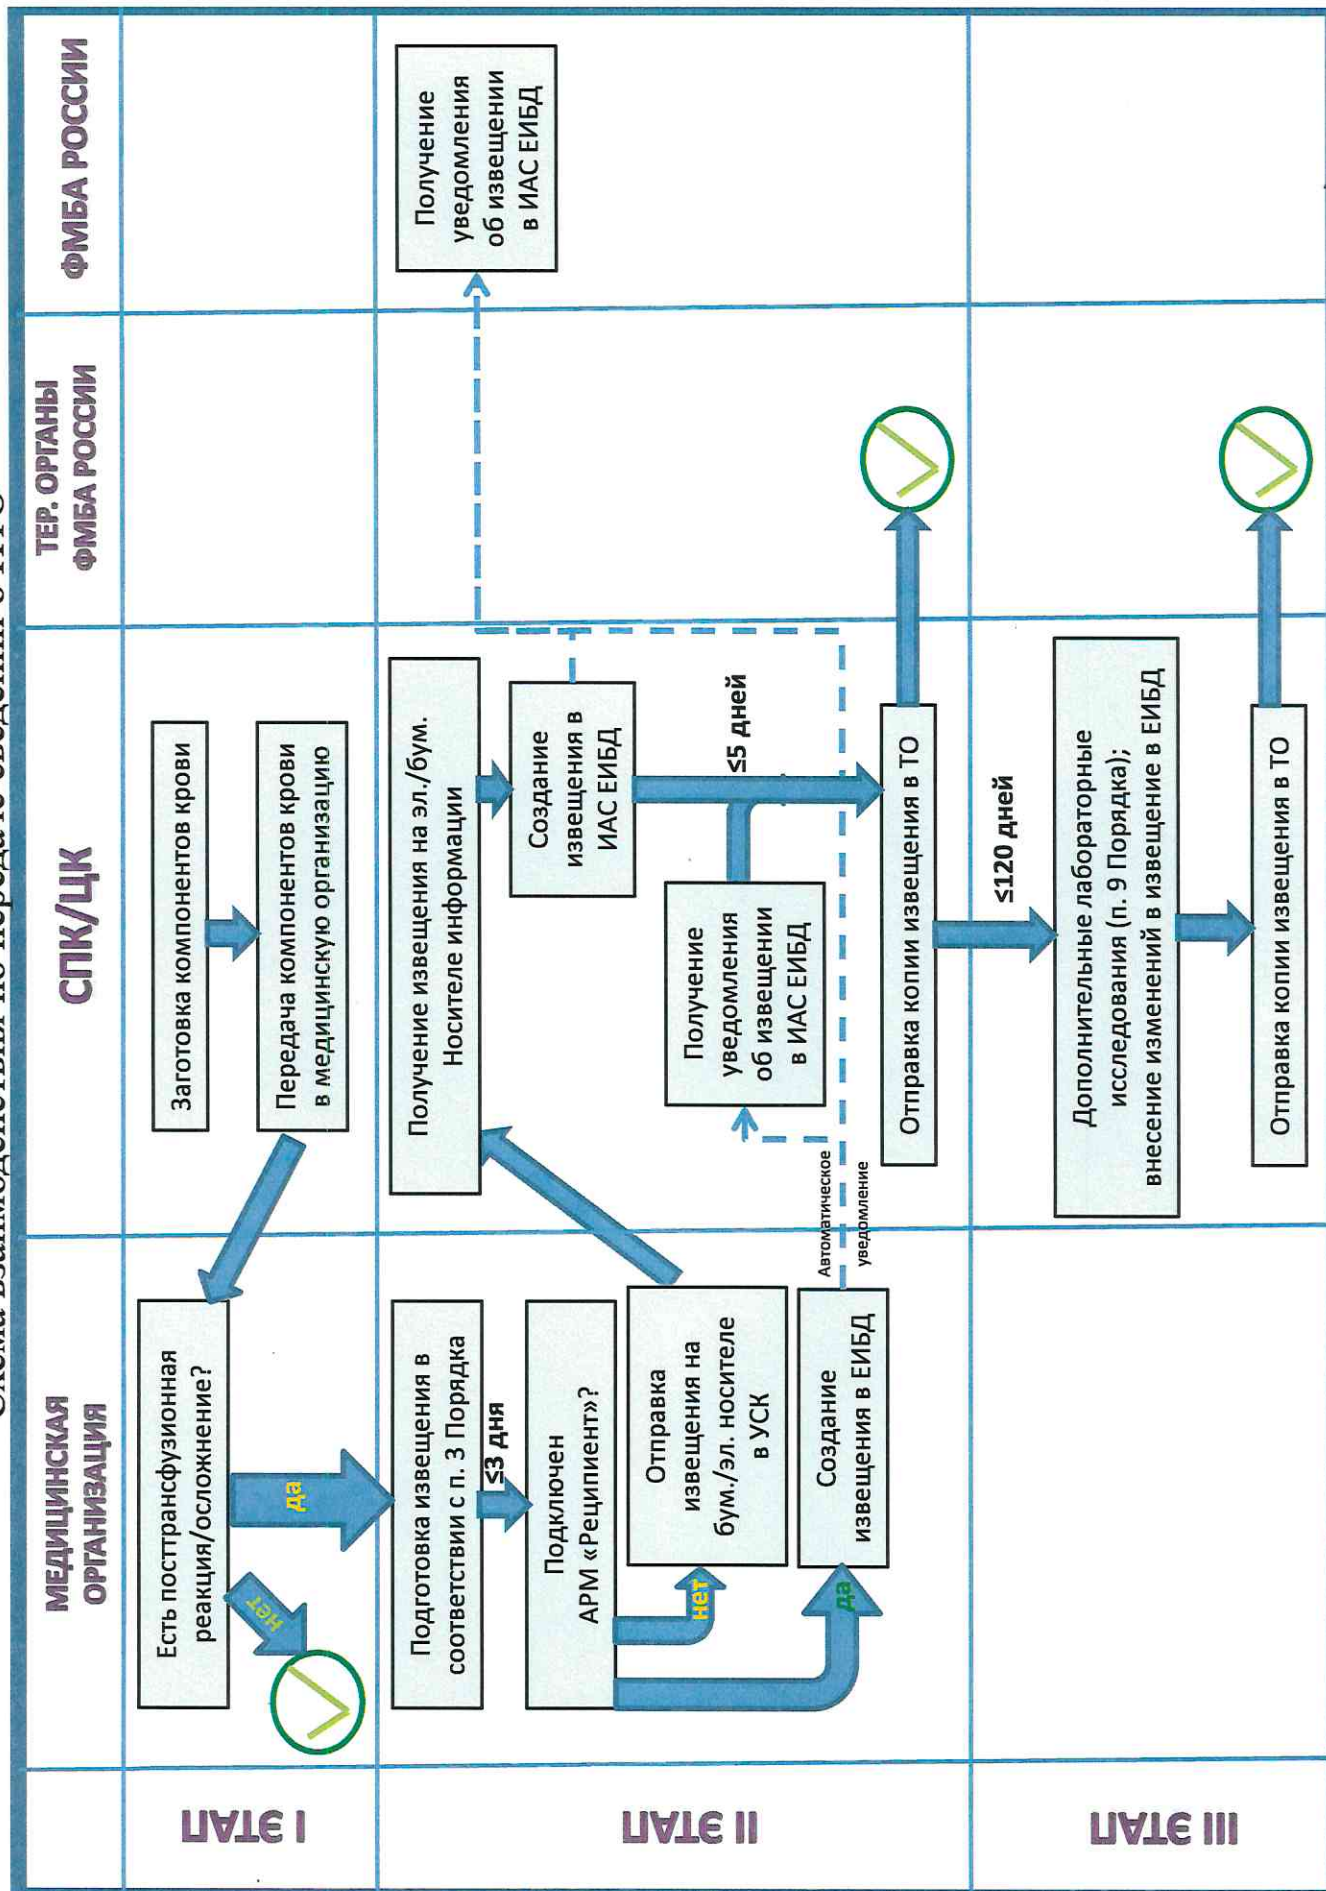 МЕДИЦИНСКАЯ
ОРГАНИЗАЦИЯ
СПК/ЦК
ТЕР. ОРГАНЫ
ФМБА РОССИИ
ФМБА РОССИИ
I ЭТАП
Есть посттрансфузионная
реакция/осложнение?
нет
да
Заготовка компонентов крови
Передача компонентов крови
в медицинскую организацию
II ЭТАП
Подготовка извещения в
соответствии с п. 3 Порядка
≤3 дня
Подключен
АРМ «Реципиент»?
нет
да
Отправка
извещения на
бум./эл. носителе
в УСК
Создание
извещения в ЕИБД
Автоматическое
уведомление
Получение извещения на эл./бум.
Носителе информации
Создание
извещения в
ИАС ЕИБД
≤5 дней
Получение
уведомления
об извещении
в ИАС ЕИБД
Отправка копии извещения в ТО
Получение
уведомления
об извещении
в ИАС ЕИБД
III ЭТАП
≤120 дней
Дополнительные лабораторные
исследования (п. 9 Порядка);
внесение изменений в извещение в ЕИБД
Отправка копии извещения в ТО